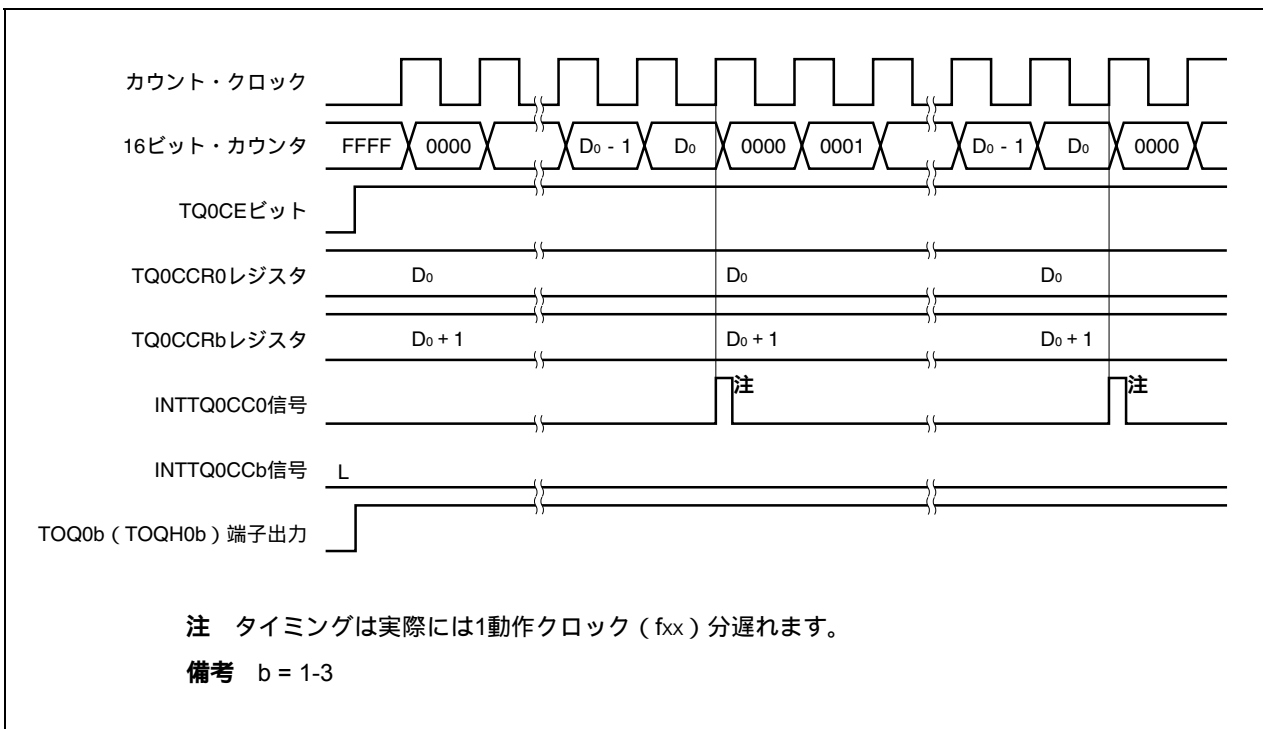 カウント・クロック
16ビット・カウンタ FFFF 0000 D0 - 1 D0 0000 0001 D0 - 1 D0 0000
TQ0CEビット
TQ0CCR0レジスタ D0 D0 D0
TQ0CCRbレジスタ D0 + 1 D0 + 1 D0 + 1
INTTQ0CC0信号 注 注
INTTQ0CCb信号 L
TOQ0b（TOQH0b）端子出力
注 タイミングは実際には1動作クロック（fxx）分遅れます。
備考 b = 1-3